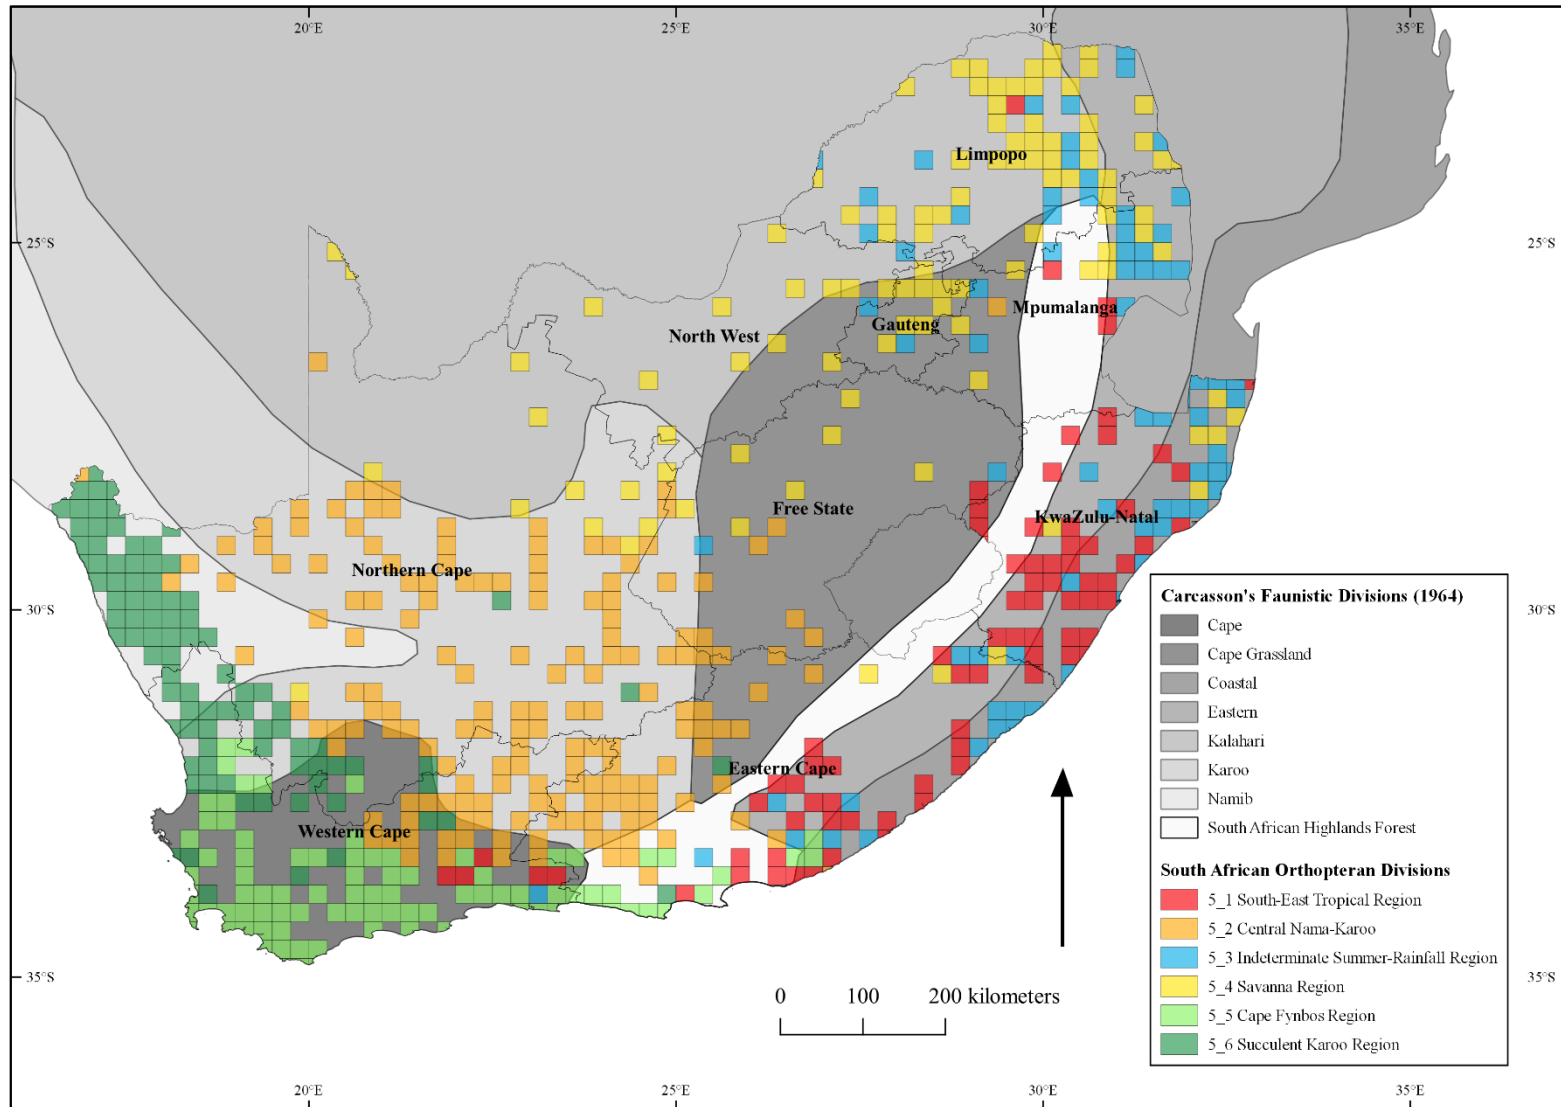 20°E 25°E 30°E 35°E
Limpopo
25°S 25°S
Mpumalanga
Gauteng
North West
Free State
KwaZulu-Natal
Northern Cape
30°S 30°S
Eastern Cape
Western Cape
Carcasson's Faunistic Divisions (1964)
Cape
Cape Grassland
Coastal
Eastern
Kalahari
Karoo
Namib
South African Highlands Forest
South African Orthopteran Divisions
5_1 South-East Tropical Region
5_2 Central Nama-Karoo
5_3 Indeterminate Summer-Rainfall Region
5_4 Savanna Region
5_5 Cape Fynbos Region
5_6 Succulent Karoo Region
35°S 35°S
0 100 200 kilometers
20°E 25°E 30°E 35°E